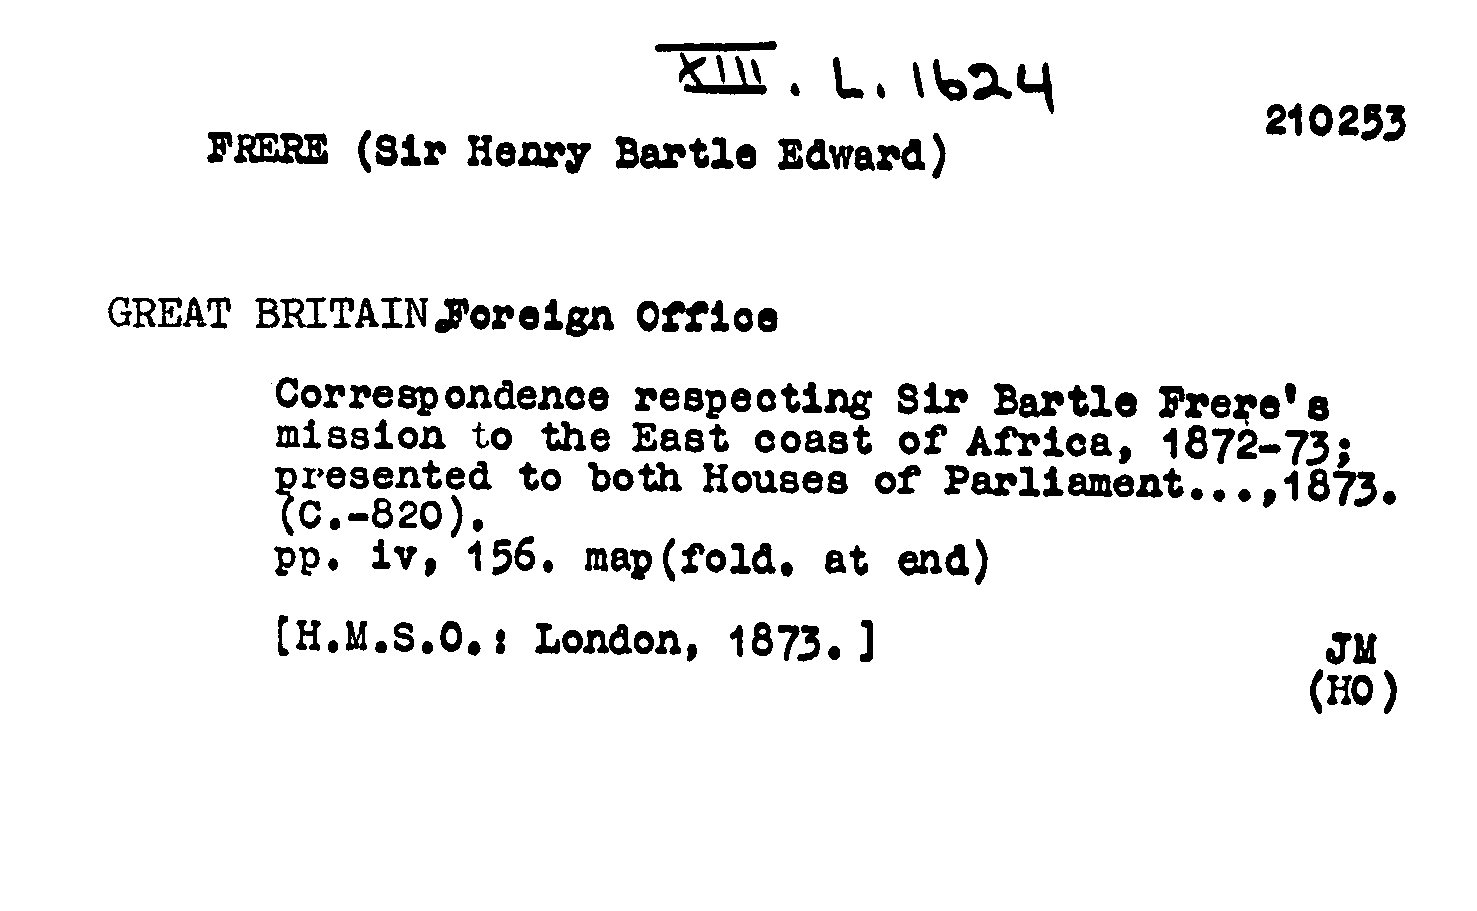 XIII. L. 1624
210253
FRERE (Sir Henry Bartle Edward)
GREAT BRITAIN,Foreign Office
Correspondence respecting Sir Bartle Frere's
mission to the East coast of Africa, 1872-73;
presented to both Houses of Parliament...,1873.
(C.-820).
pp. iv, 156. map(fold. at end)
[H.M.S.O.: London, 1873.]
JM
(HO)